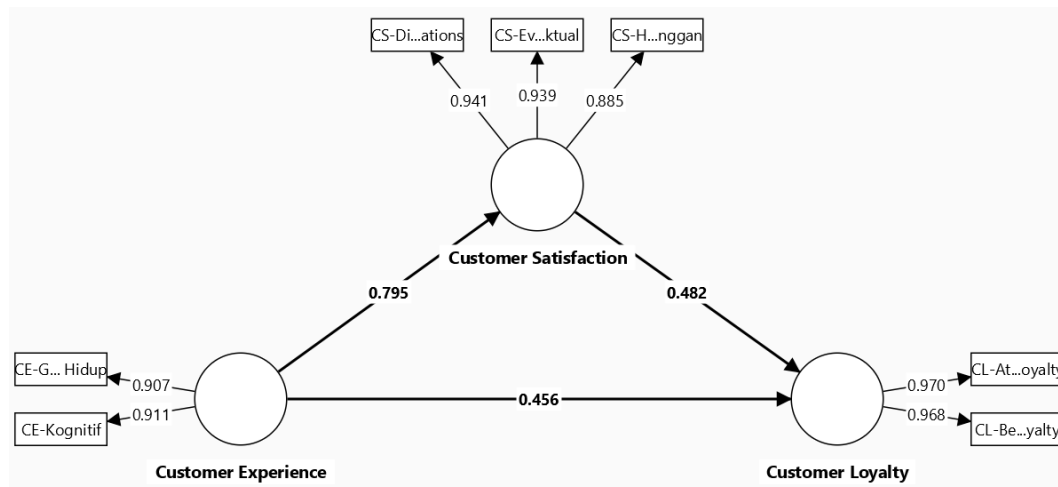 CS-Di...ations CS-Ev...ktual CS-H...nggan
0.941 0.939 0.885
Customer Satisfaction
0.795 0.482
CE-G... Hidup 0.907 0.970 CL-At...oyalty
CE-Kognitif 0.911 0.456 0.968 CL-Be...yalty
Customer Experience Customer Loyalty